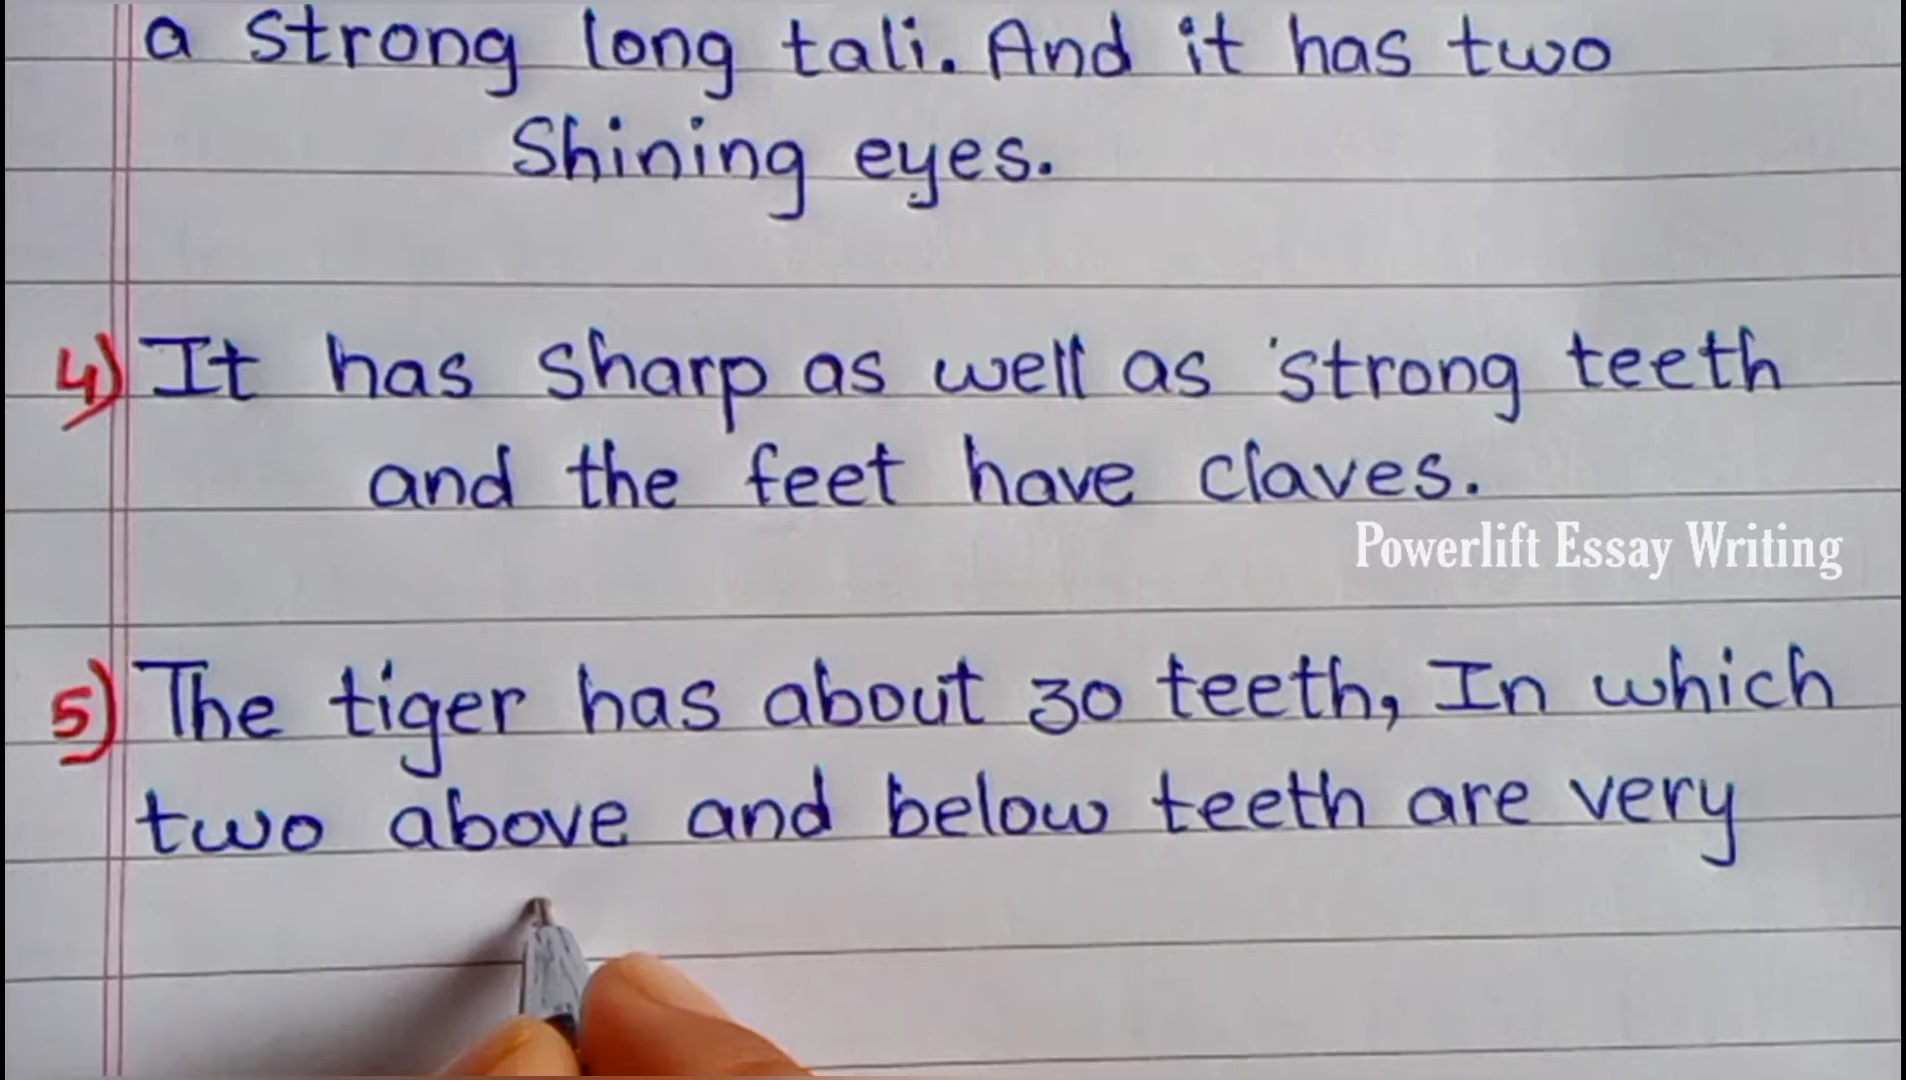 a strong long tali. And it has two
Shining eyes.
4) It has sharp as well as strong teeth
and the feet have claves.
Powerlift Essay Writing
5) The tiger has about 30 teeth, In which
two above and below teeth are very